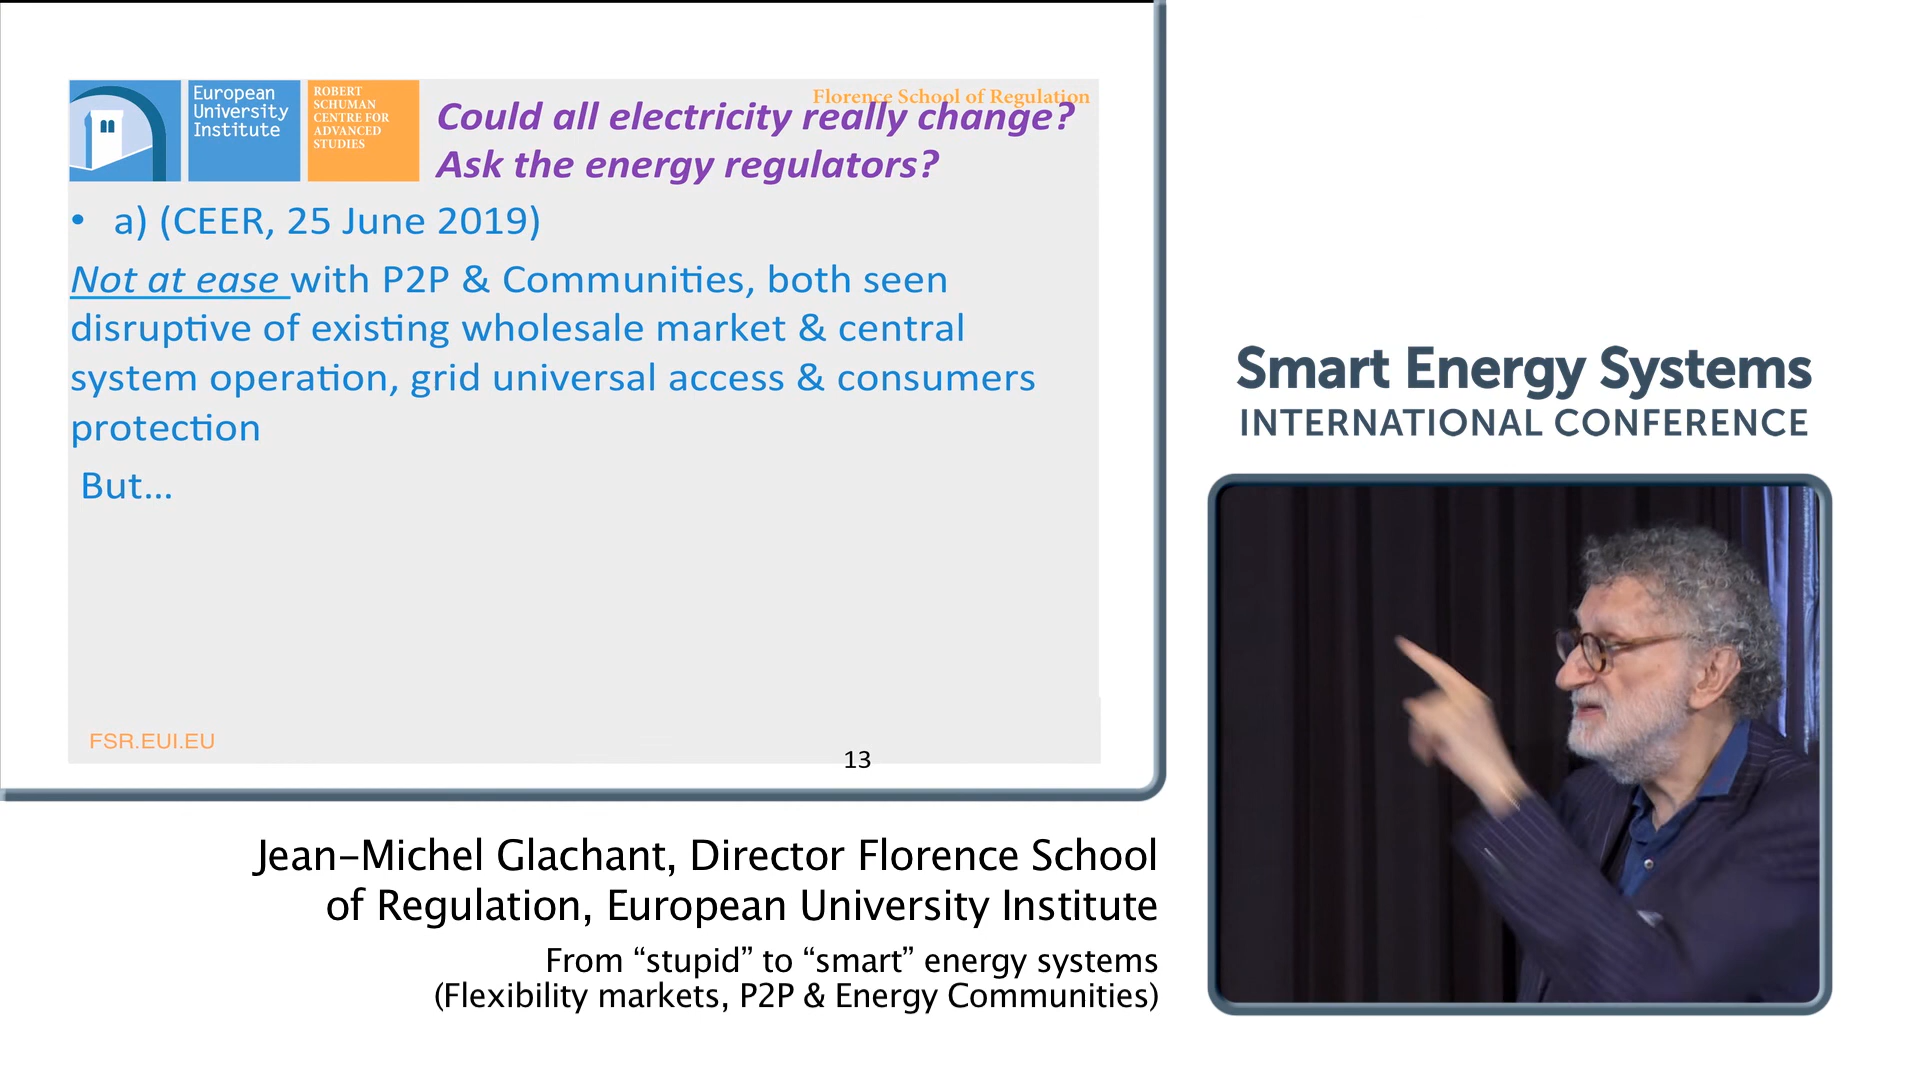 European
University
Institute
ROBERT
SCHUMAN
CENTRE FOR
ADVANCED
STUDIES
Florence School of Regulation
Could all electricity really change?
Ask the energy regulators?
• a) (CEER, 25 June 2019)
Not at ease with P2P & Communities, both seen
disruptive of existing wholesale market & central
system operation, grid universal access & consumers
protection
But...
FSR.EUI.EU
13
Smart Energy Systems
INTERNATIONAL CONFERENCE
Jean-Michel Glachant, Director Florence School
of Regulation, European University Institute
From “stupid” to “smart” energy systems
(Flexibility markets, P2P & Energy Communities)